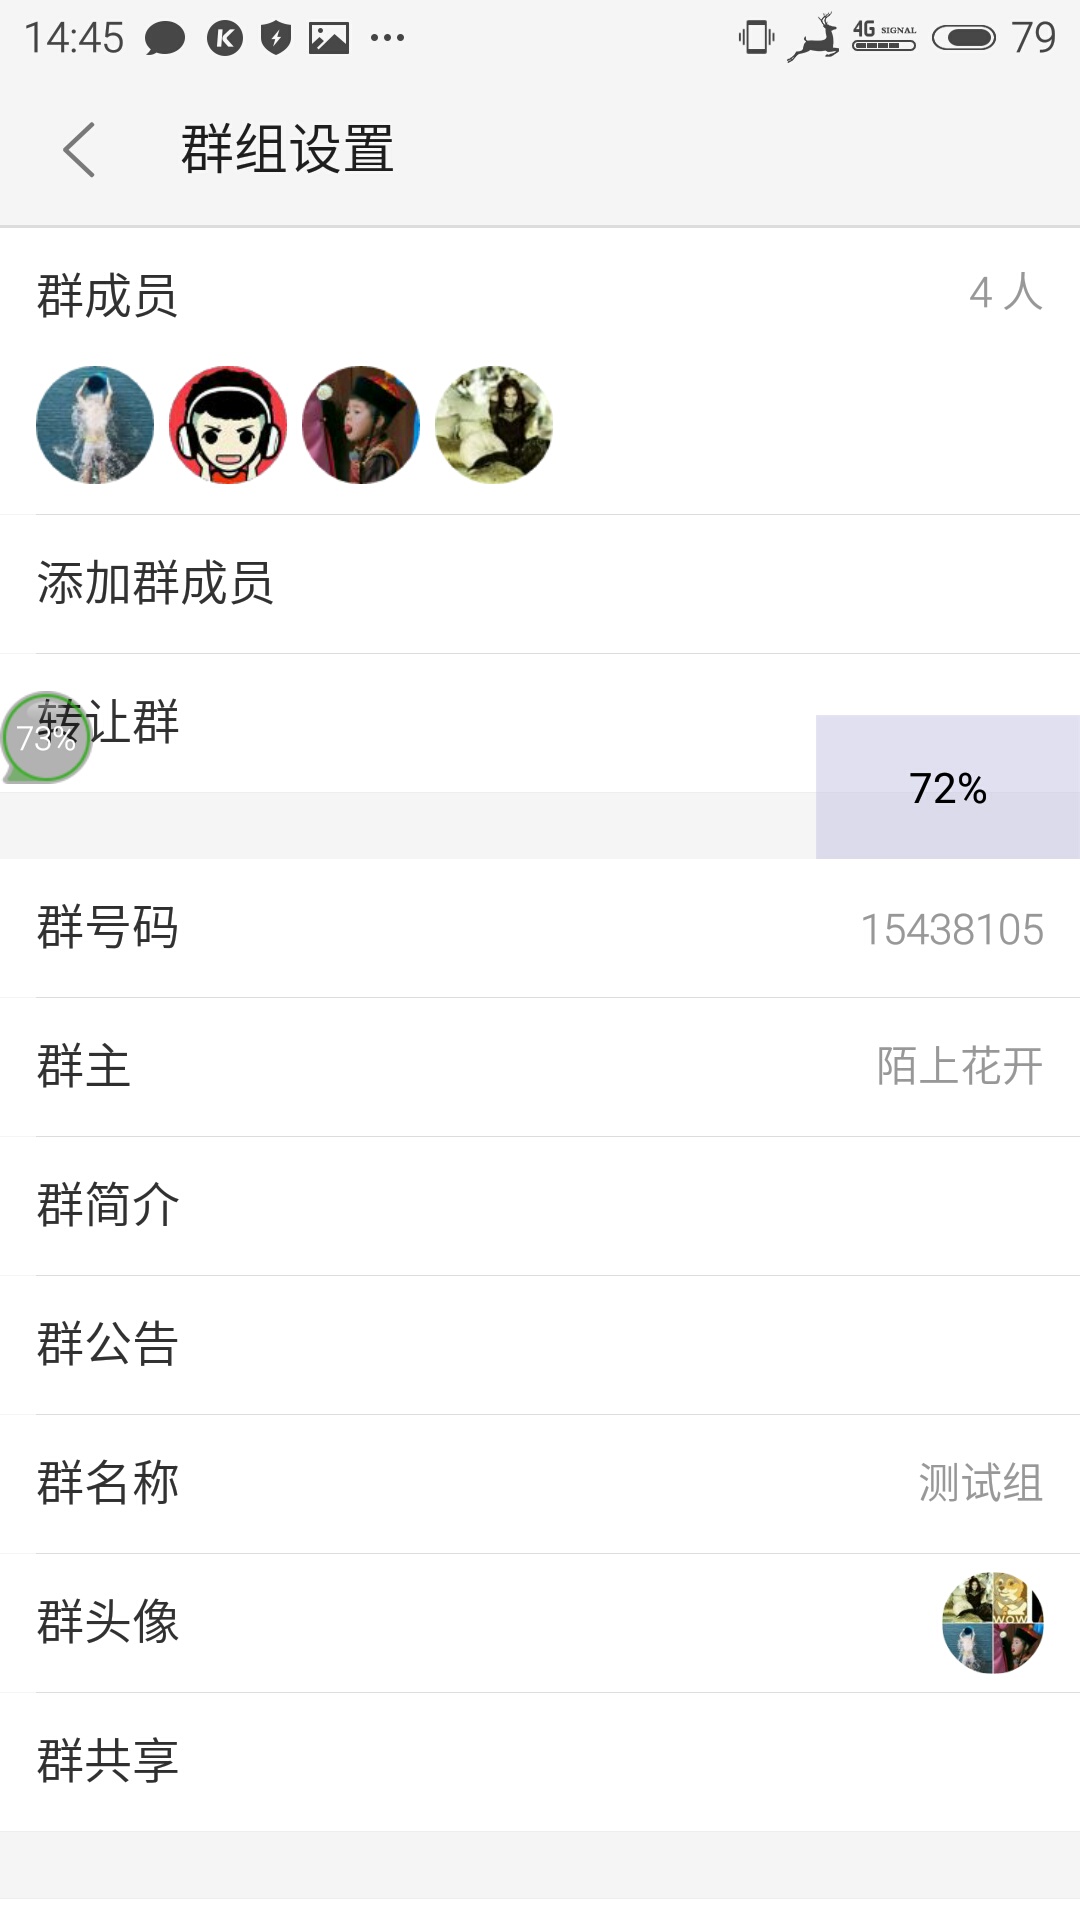 14:45
4G SIGNAL
79
群组设置
群成员
4 人
添加群成员
转让群
73%
72%
群号码
15438105
群主
陌上花开
群简介
群公告
群名称
测试组
群头像
WOW
群共享